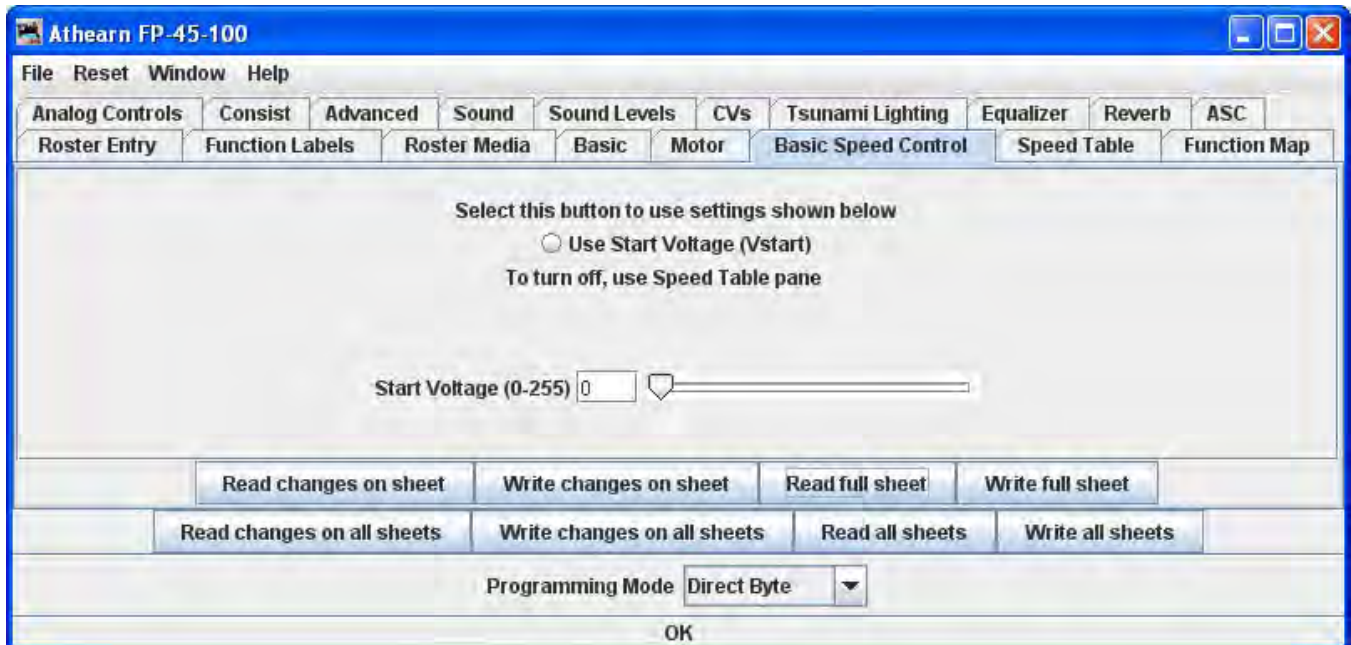 Athearn FP-45-100
File Reset Window Help
Analog Controls Consist Advanced Sound Sound Levels CVs Tsunami Lighting Equalizer Reverb ASC
Roster Entry Function Labels Roster Media Basic Motor Basic Speed Control Speed Table Function Map
Select this button to use settings shown below
Use Start Voltage (Vstart)
To turn off, use Speed Table pane
Start Voltage (0-255) 0
Read changes on sheet Write changes on sheet Read full sheet Write full sheet
Read changes on all sheets Write changes on all sheets Read all sheets Write all sheets
Programming Mode Direct Byte
OK